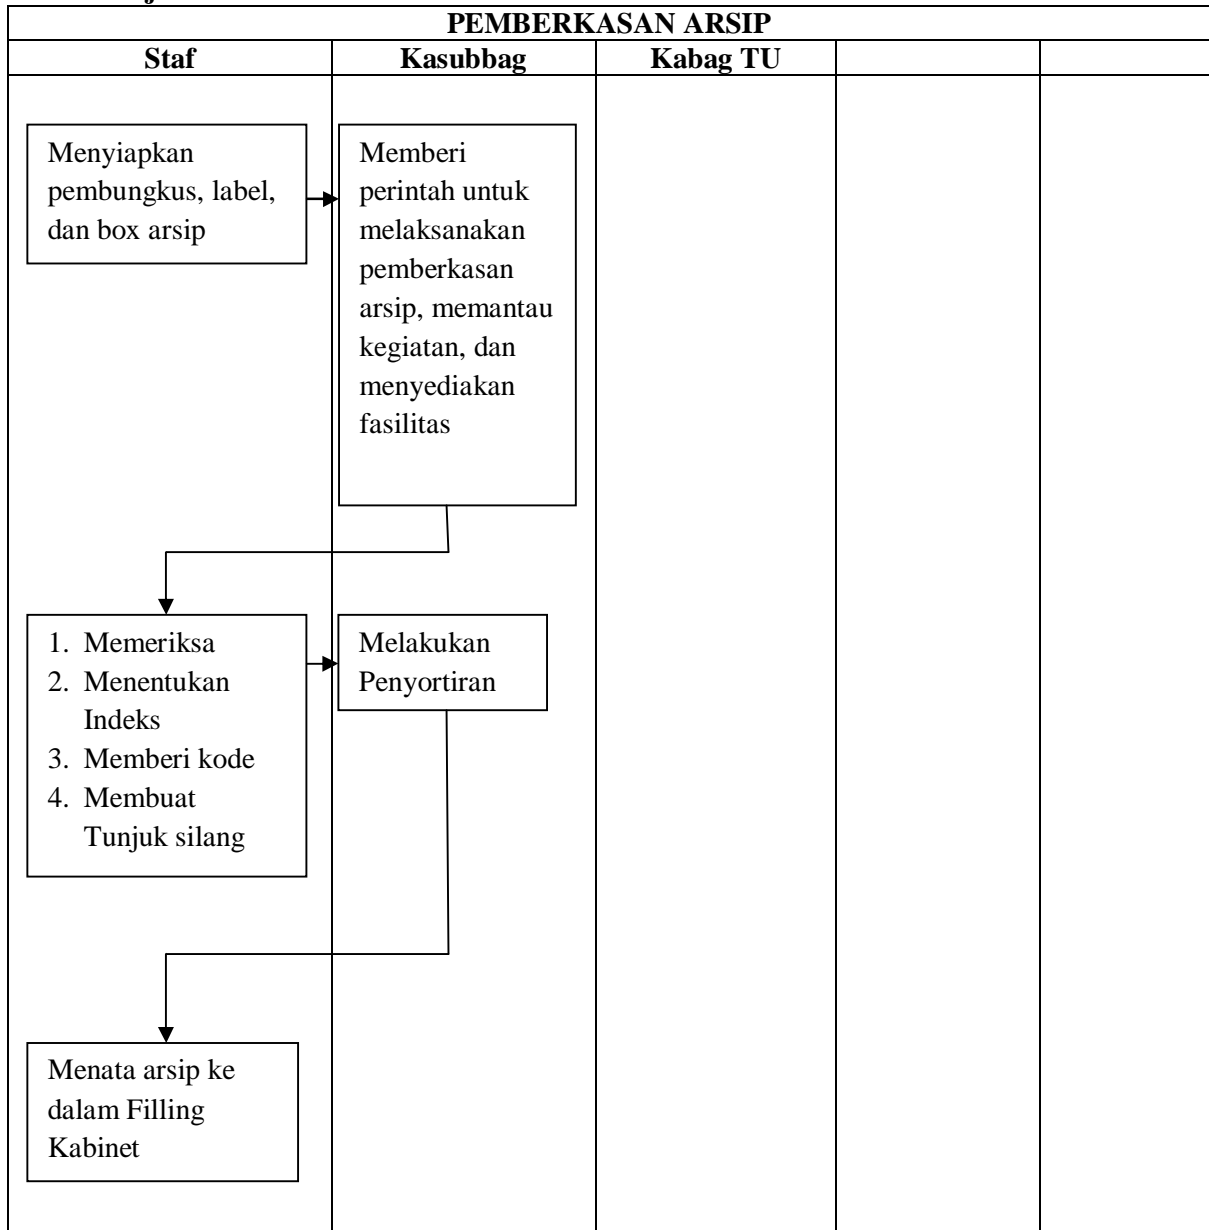 PEMBERKASAN ARSIP
Staf
Kasubbag
Kabag TU
Menyiapkan
pembungkus, label,
dan box arsip
Memberi
perintah untuk
melaksanakan
pemberkasan
arsip, memantau
kegiatan, dan
menyediakan
fasilitas
1. Memeriksa
2. Menentukan
Indeks
3. Memberi kode
4. Membuat
Tunjuk silang
Melakukan
Penyortiran
Menata arsip ke
dalam Filling
Kabinet